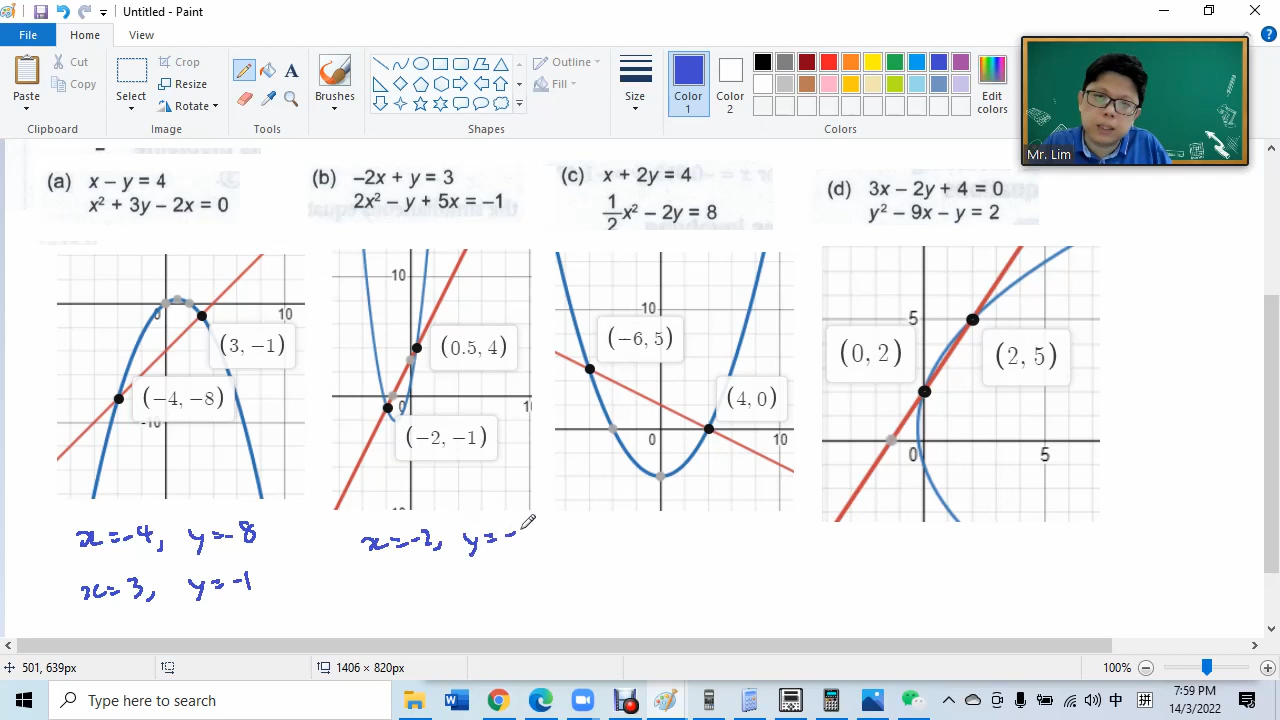 Untitled - Paint
File Home View
Paste
Cut
Copy
Clipboard
Select
Crop
Resize
Rotate
Image
Tools
Brushes
Shapes
Outline
Fill
Size
Color 1
Color 2
Edit colors
Colors
Mr. Lim
(a) x − y = 4
x² + 3y − 2x = 0
(b) −2x + y = 3
2x² − y + 5x = −1
(c) x + 2y = 4
1/2 x² − 2y = 8
(d) 3x − 2y + 4 = 0
y² − 9x − y = 2
0 10
(3, −1)
(−4, −8)
-10
10
(0.5, 4)
0 10
(−2, −1)
10
(−6, 5)
(4, 0)
0 10
5
(0, 2)
(2, 5)
0 5
x=-4, y=-8
x=3, y=-1
x=-2, y=-
501, 639px
1406 × 820px
100%
Type here to search
中
拼
7:59 PM
14/3/2022